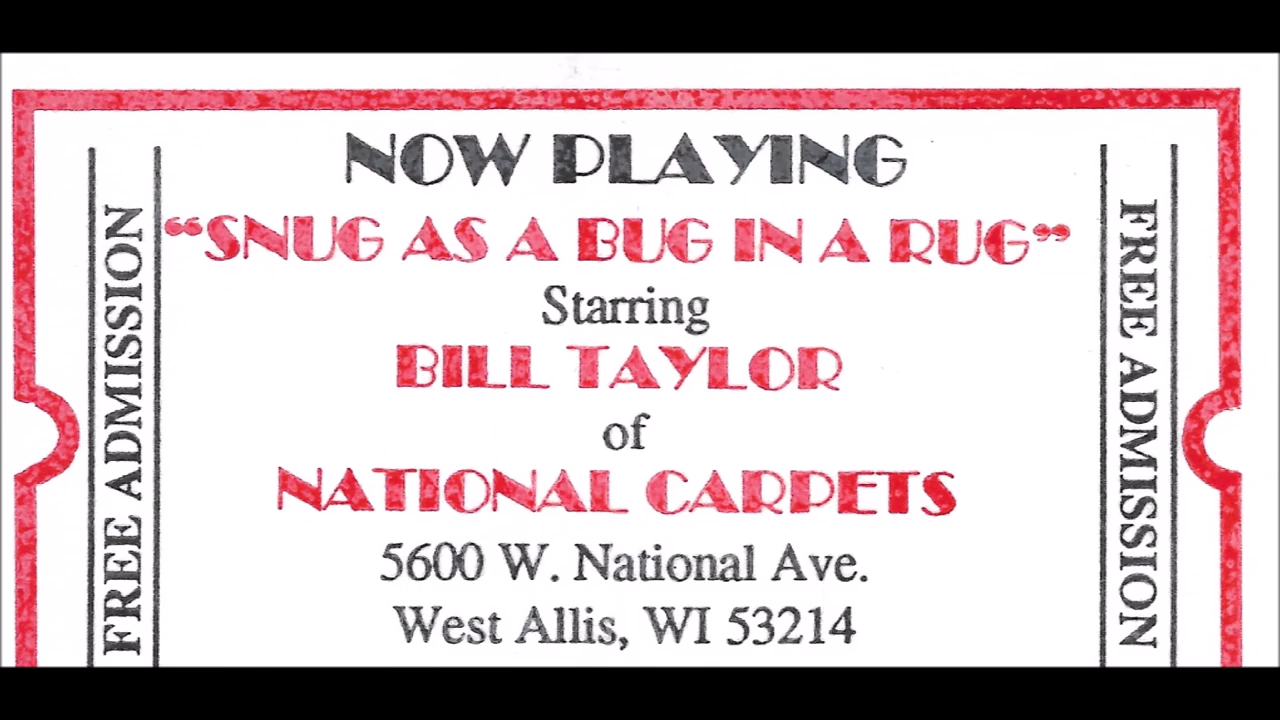 NOW PLAYING
“SNUG AS A BUG IN A RUG”
Starring
BILL TAYLOR
of
NATIONAL CARPETS
5600 W. National Ave.
West Allis, WI 53214
FREE ADMISSION
FREE ADMISSION